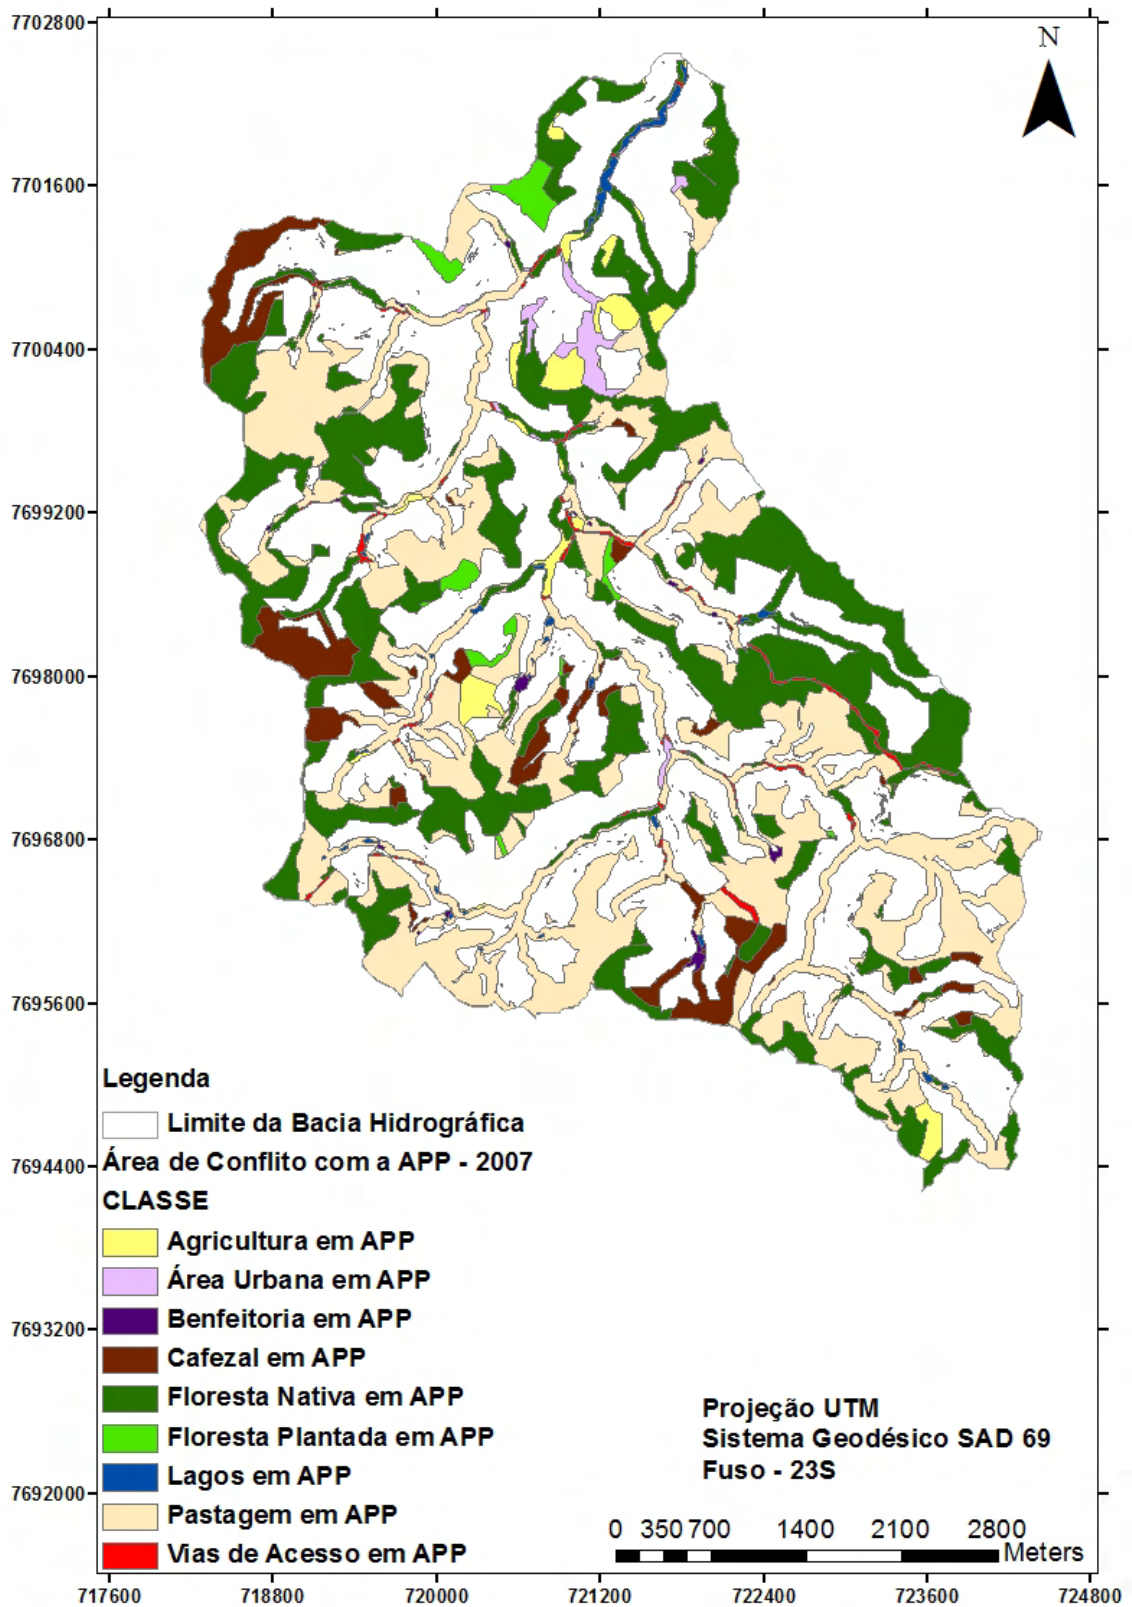 7702800
N
7701600
7700400
7699200
7698000
7696800
7695600
Legenda
Limite da Bacia Hidrográfica
Área de Conflito com a APP - 2007
7694400
CLASSE
Agricultura em APP
Área Urbana em APP
Benfeitoria em APP
7693200
Cafezal em APP
Floresta Nativa em APP
Floresta Plantada em APP
Lagos em APP
7692000
Pastagem em APP
Vias de Acesso em APP
Projeção UTM
Sistema Geodésico SAD 69
Fuso - 23S
0 350 700 1400 2100 2800
Meters
717600 718800 720000 721200 722400 723600 724800